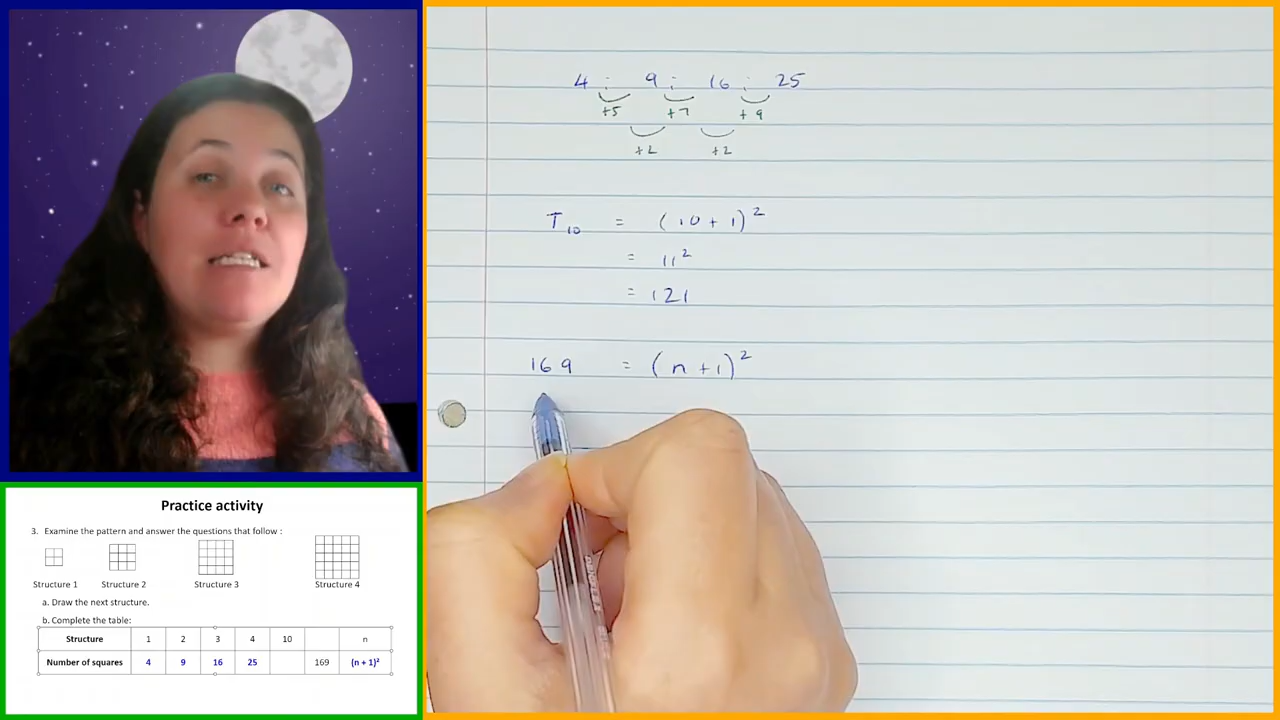 4 ; 9 ; 16 ; 25
+5 +7 +9
+2 +2
T10 = (10 + 1)²
= 11²
= 121
169 = (n + 1)²
Practice activity
3. Examine the pattern and answer the questions that follow :
Structure 1 Structure 2 Structure 3 Structure 4
a. Draw the next structure.
b. Complete the table:
Structure 1 2 3 4 10 n
Number of squares 4 9 16 25 169 (n + 1)²